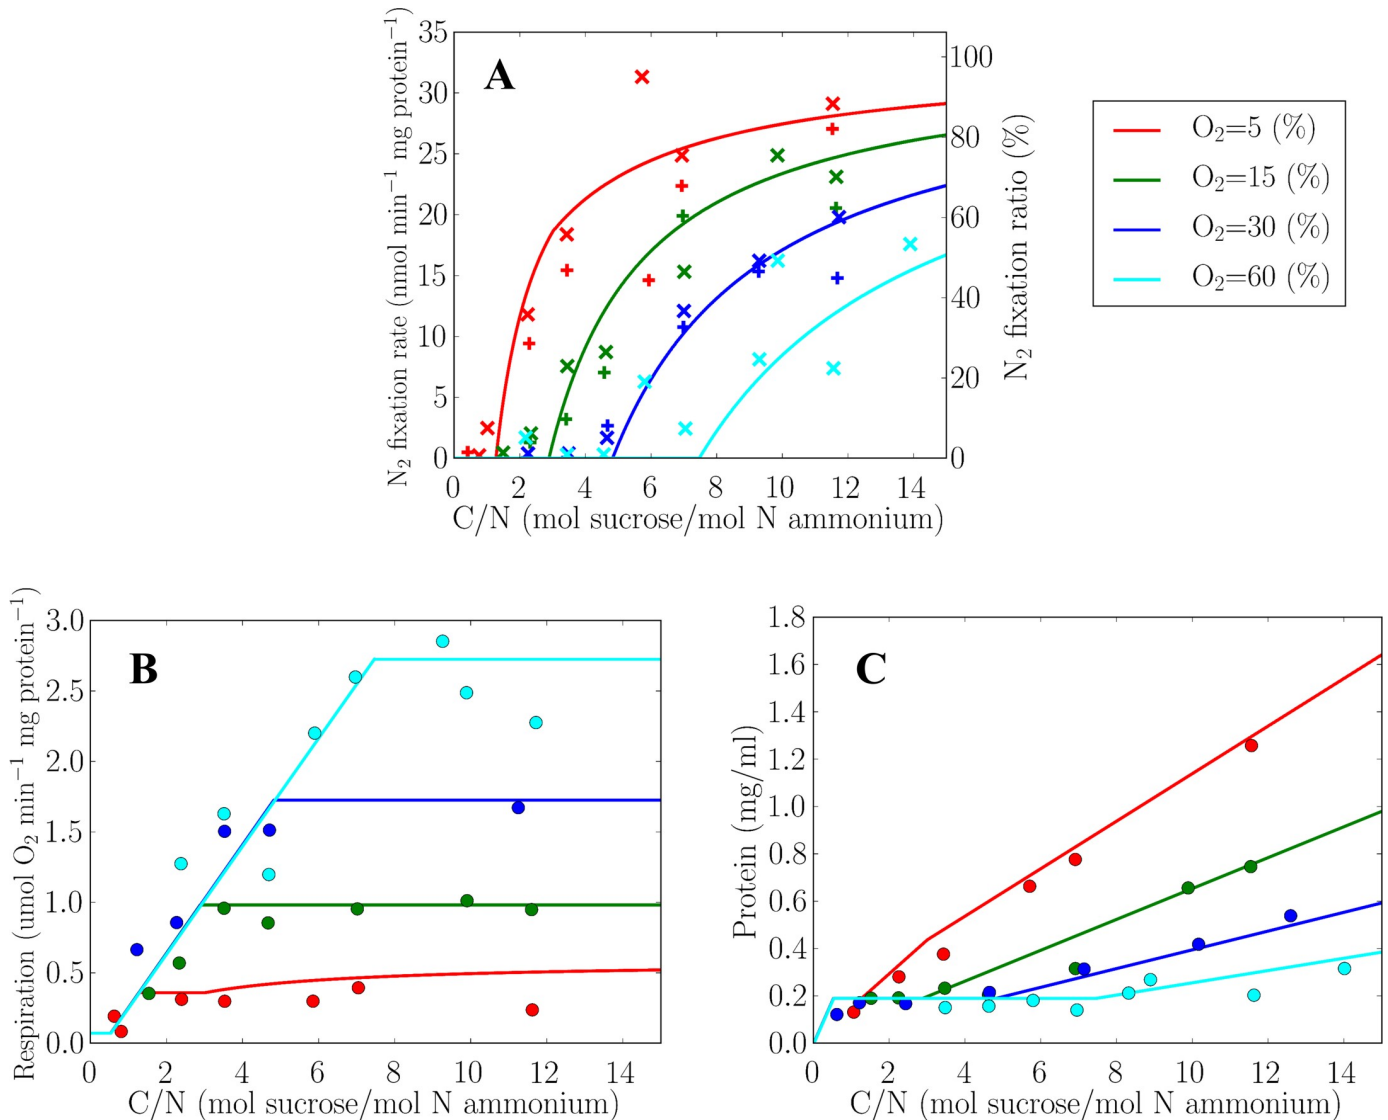 A
N₂ fixation rate (nmol min⁻¹ mg protein⁻¹)
35
30
25
20
15
10
5
0
N₂ fixation ratio (%)
100
80
60
40
20
0
0 2 4 6 8 10 12 14
C/N (mol sucrose/mol N ammonium)
O₂=5 (%)
O₂=15 (%)
O₂=30 (%)
O₂=60 (%)
B
Respiration (umol O₂ min⁻¹ mg protein⁻¹)
3.0
2.5
2.0
1.5
1.0
0.5
0.0
0 2 4 6 8 10 12 14
C/N (mol sucrose/mol N ammonium)
C
Protein (mg/ml)
1.8
1.6
1.4
1.2
1.0
0.8
0.6
0.4
0.2
0.0
0 2 4 6 8 10 12 14
C/N (mol sucrose/mol N ammonium)